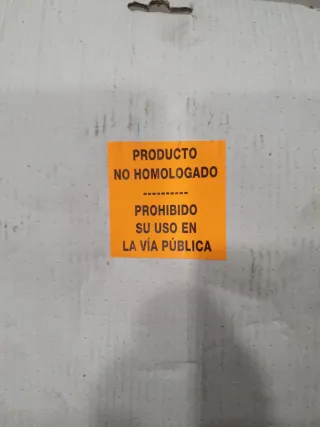 PRODUCTO
NO HOMOLOGADO
----------
PROHIBIDO
SU USO EN
LA VÍA PÚBLICA